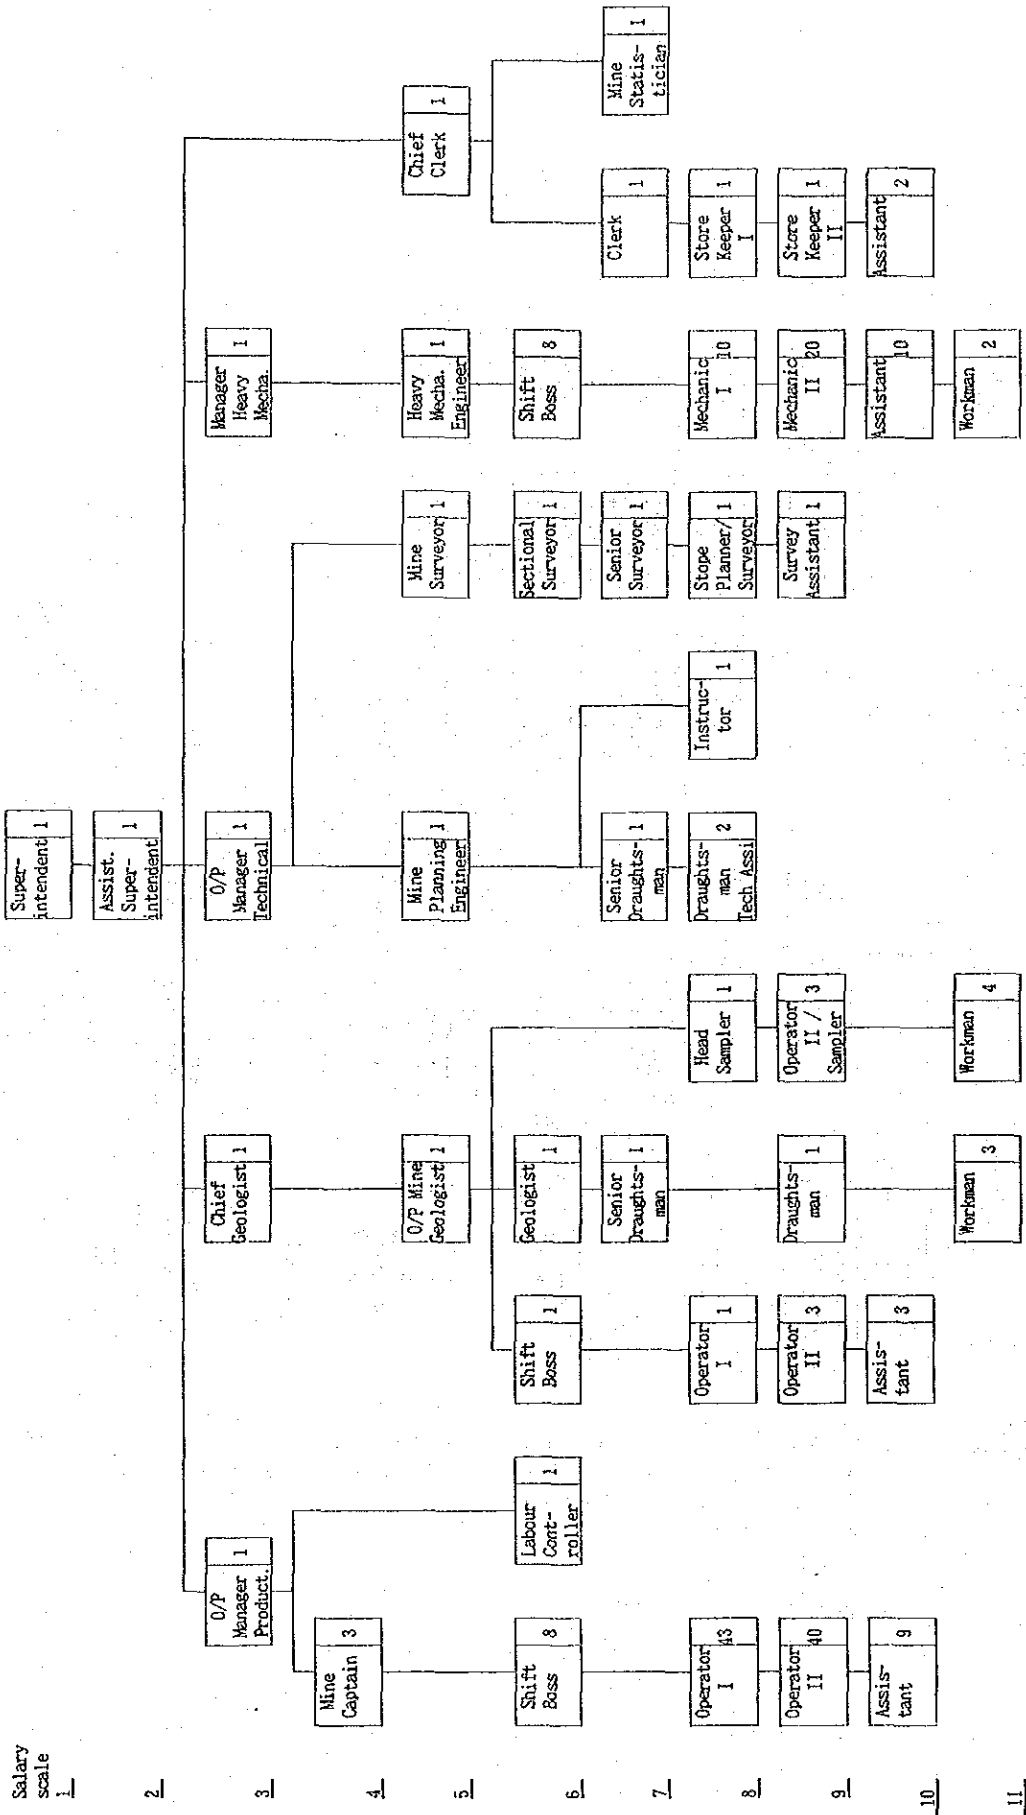 Salary
scale
1
2
3
4
5
6
7
8
9
10
11
Super-
intendent 1
Assist.
Super-
intendent 1
O/P
Manager
Product. 1
Chief
Geologist 1
O/P
Manager
Technical 1
Manager
Heavy
Mecha. 1
Mine
Captain 3
O/P Mine
Geologist 1
Mine
Planning
Engineer 1
Mine
Surveyor 1
Heavy
Mecha.
Engineer 1
Chief
Clerk 1
Shift
Boss 8
Labour
Cont-
roller 1
Shift
Boss 1
Geologist 1
Sectional
Surveyor 1
Shift
Boss 8
Senior
Draughts-
man 1
Senior
Draughts-
man 1
Senior
Surveyor 1
Clerk 1
Mine
Statis-
tician 1
Operator
I 43
Operator
I 1
Head
Sampler 1
Draughts-
man
Tech Assi 2
Instruc-
tor 1
Stope
Planner/
Surveyor 1
Mechanic
I 10
Store
Keeper
I 1
Operator
II 40
Operator
II 3
Draughts-
man 1
Operator
II /
Sampler 3
Survey
Assistant 1
Mechanic
II 20
Store
Keeper
II 1
Assis-
tant 9
Assis-
tant 3
Assistant 10
Assistant 2
Workman 3
Workman 4
Workman 2